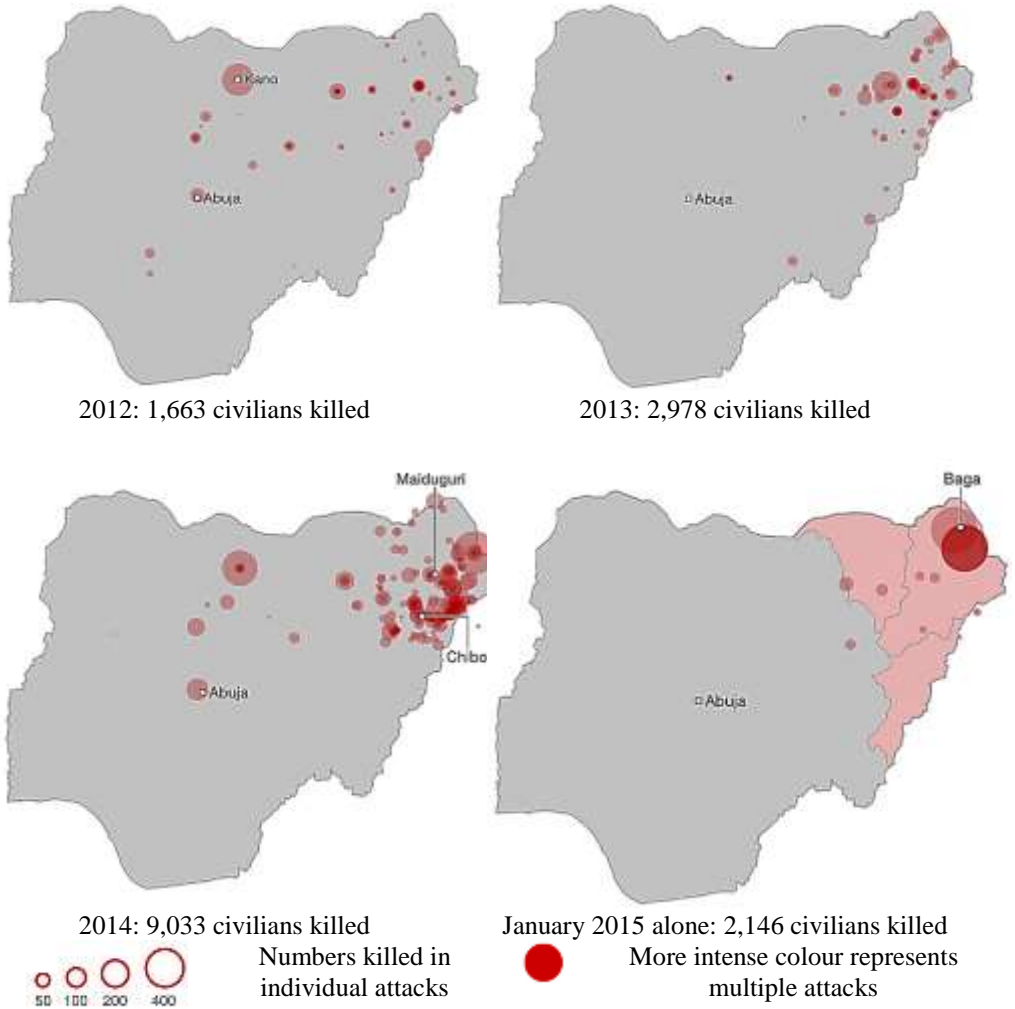 Kano
Abuja
2012: 1,663 civilians killed
Abuja
2013: 2,978 civilians killed
Maiduguri
Chibo
Abuja
2014: 9,033 civilians killed
Baga
Abuja
January 2015 alone: 2,146 civilians killed
50 100 200 400
Numbers killed in
individual attacks
More intense colour represents
multiple attacks